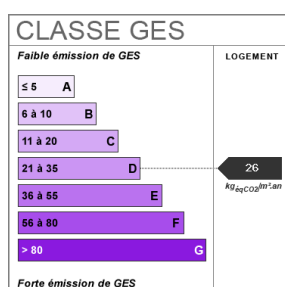 CLASSE GES
Faible émission de GES
LOGEMENT
≤ 5 A
6 à 10 B
11 à 20 C
21 à 35 D
26
kgéqCO2/m².an
36 à 55 E
56 à 80 F
> 80 G
Forte émission de GES